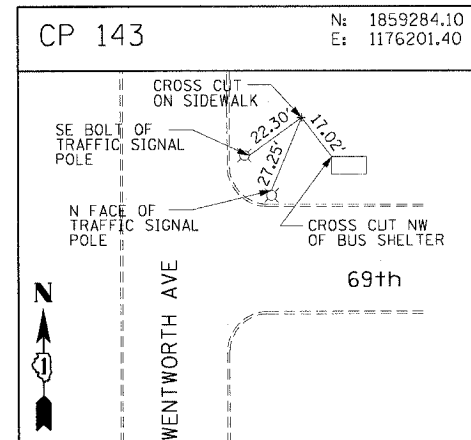 CP 143
N: 1859284.10
E: 1176201.40
CROSS CUT
ON SIDEWALK
SE BOLT OF
TRAFFIC SIGNAL
POLE
22.30'
17.02'
27.25'
N FACE OF
TRAFFIC SIGNAL
POLE
CROSS CUT NW
OF BUS SHELTER
69th
WENTWORTH AVE
N
1